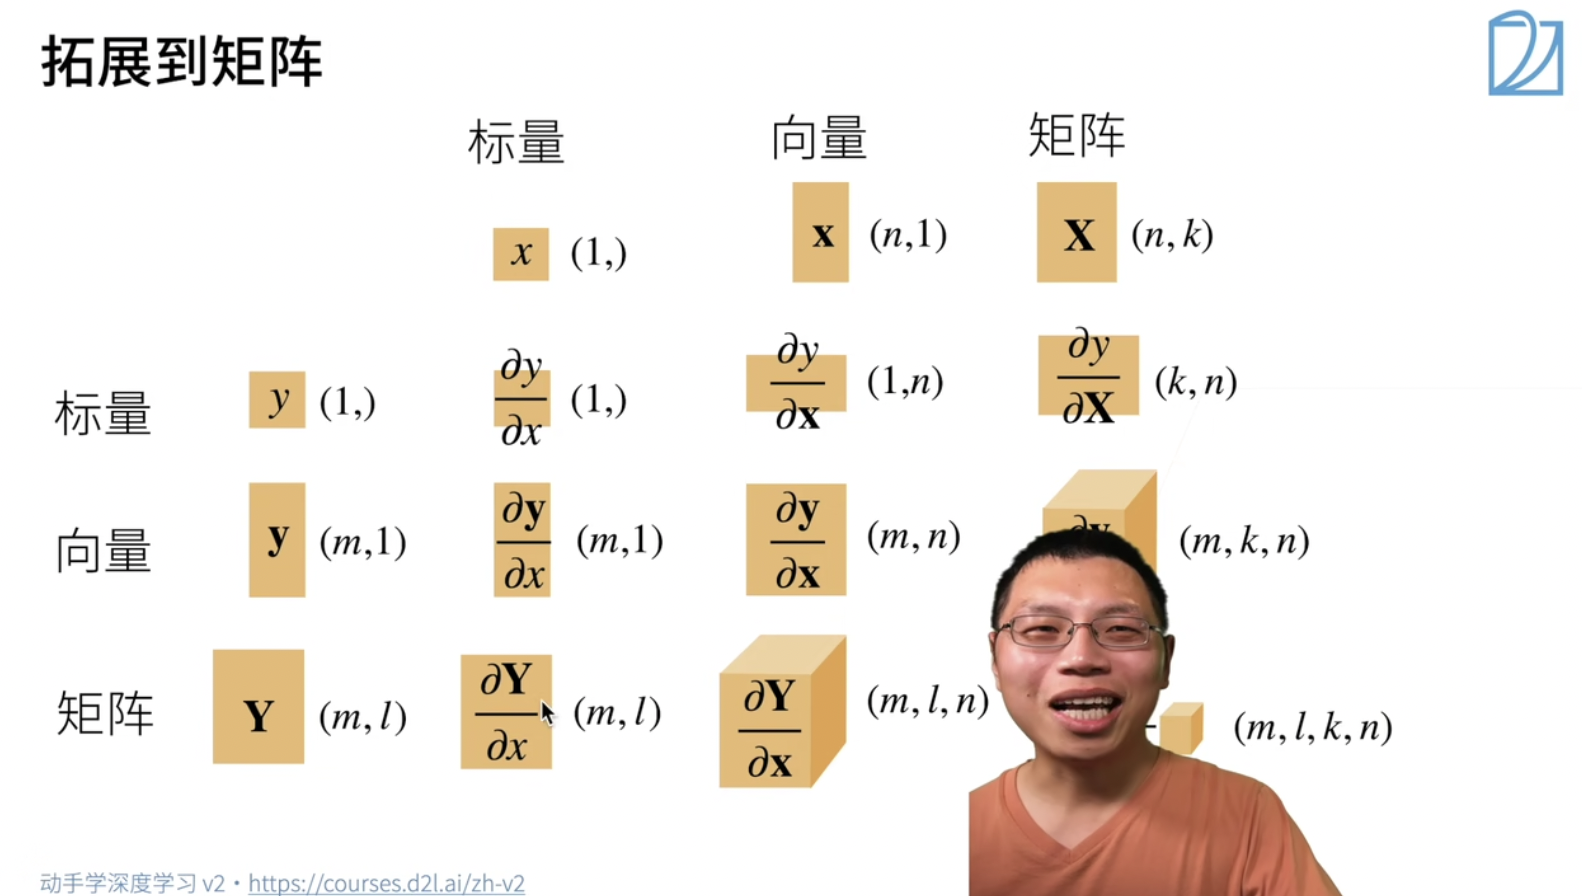 拓展到矩阵
标量 向量 矩阵
x (1,) x (n,1) X (n, k)
标量 y (1,) ∂y/∂x (1,) ∂y/∂x (1,n) ∂y/∂X (k, n)
向量 y (m,1) ∂y/∂x (m,1) ∂y/∂x (m, n) (m, k, n)
矩阵 Y (m, l) ∂Y/∂x (m, l) ∂Y/∂x (m, l, n) (m, l, k, n)
动手学深度学习 v2 · https://courses.d2l.ai/zh-v2